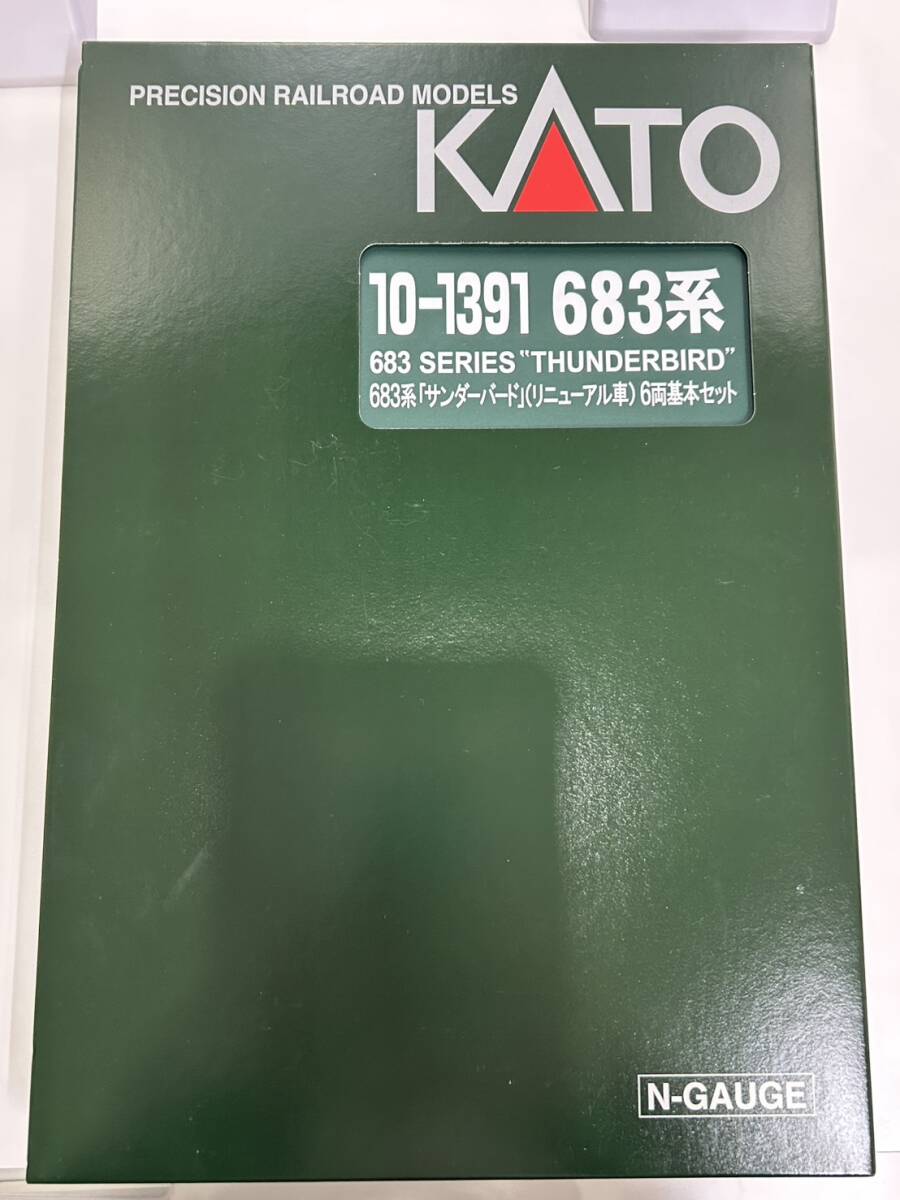 PRECISION RAILROAD MODELS
KATO
10-1391 683系
683 SERIES “THUNDERBIRD”
683系「サンダーバード」(リニューアル車) 6両基本セット
N-GAUGE